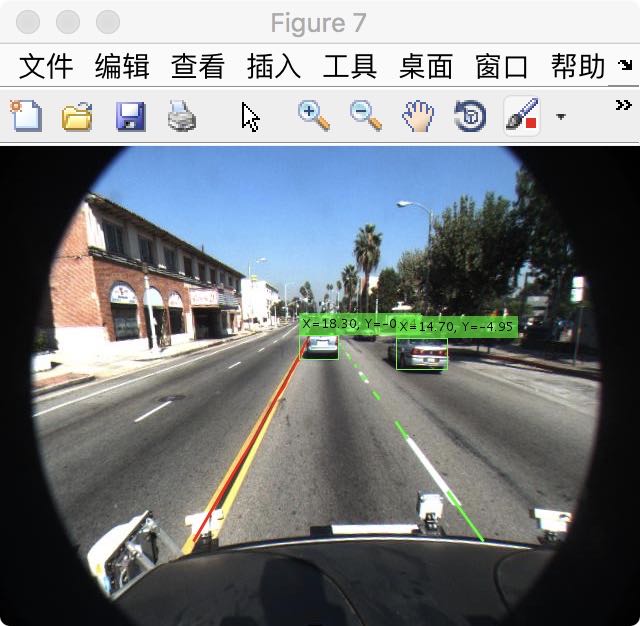 Figure 7
文件 编辑 查看 插入 工具 桌面 窗口 帮助
X=18.30, Y=-0
X=14.70, Y=-4.95